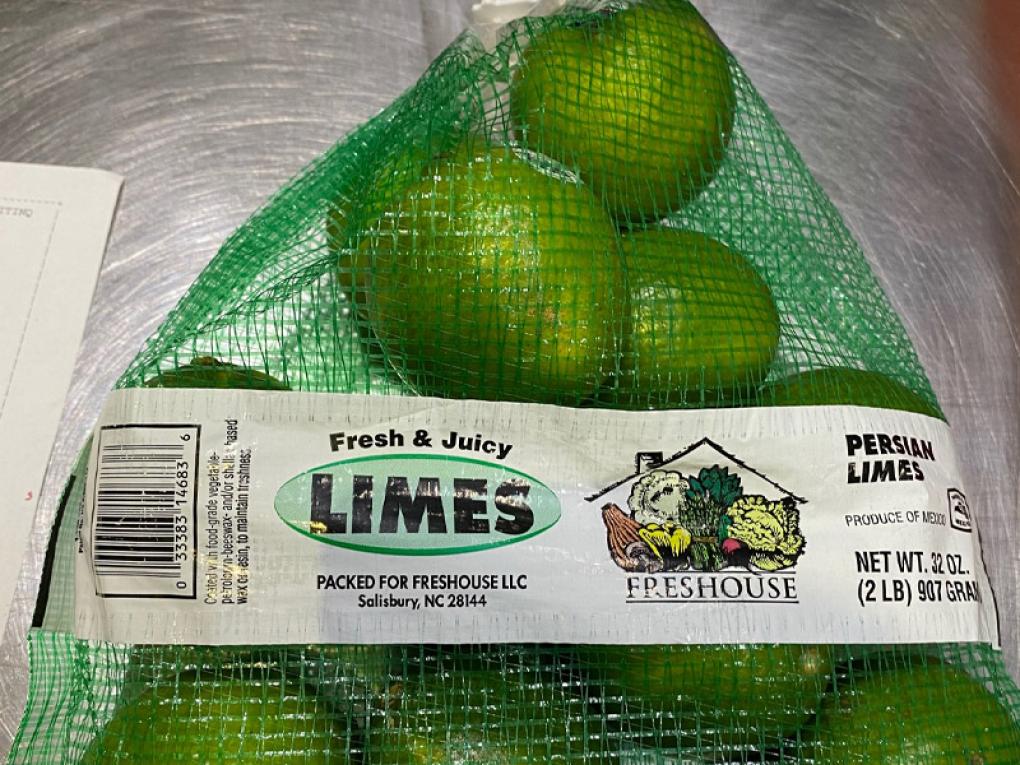 Fresh & Juicy
LIMES
PACKED FOR FRESHOUSE LLC
Salisbury, NC 28144
FRESHOUSE
PERSIAN
LIMES
PRODUCE OF MEXICO
NET WT. 32 OZ.
(2 LB) 907 GRAM
0 33383 14683 6
Coated with food-grade vegetable-
petroleum-beeswax- and/or shellac based
wax or resin, to maintain freshness.